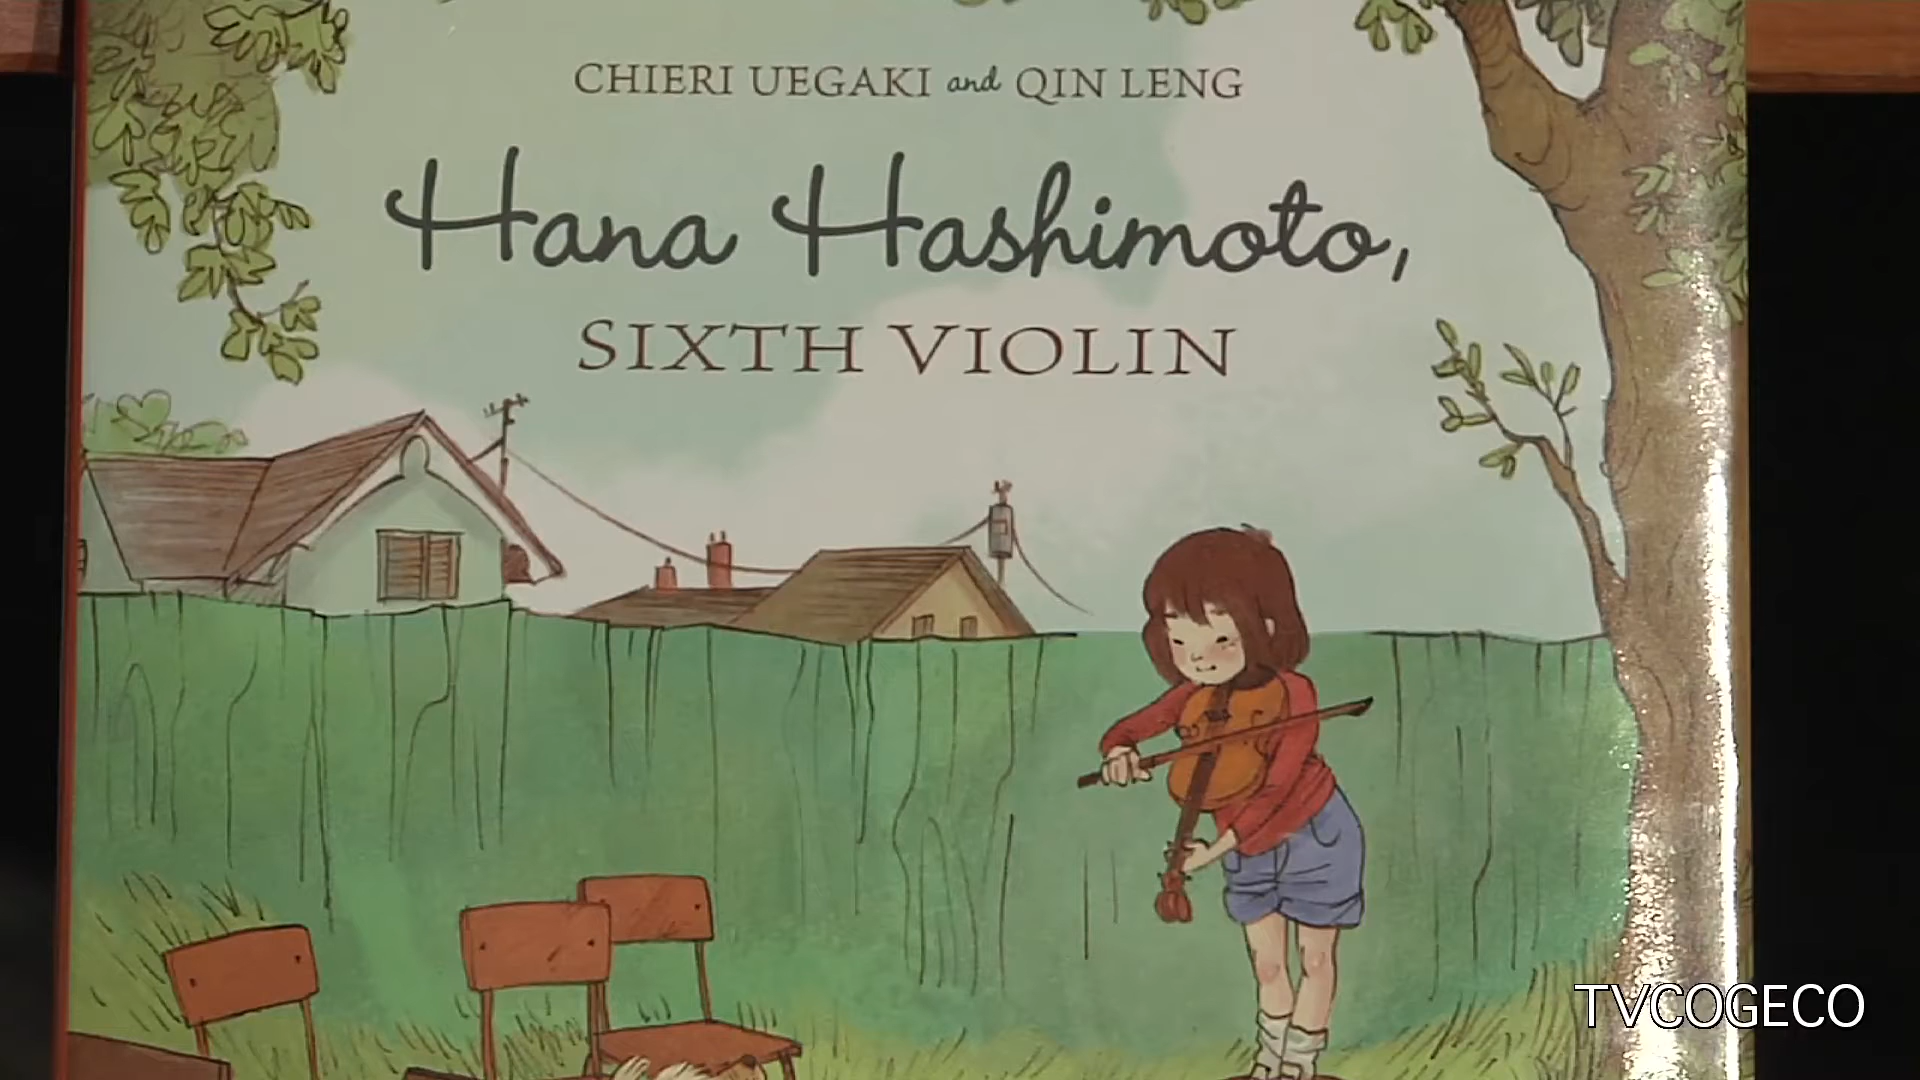 CHIERI UEGAKI and QIN LENG
Hana Hashimoto,
SIXTH VIOLIN
TVCOGECO